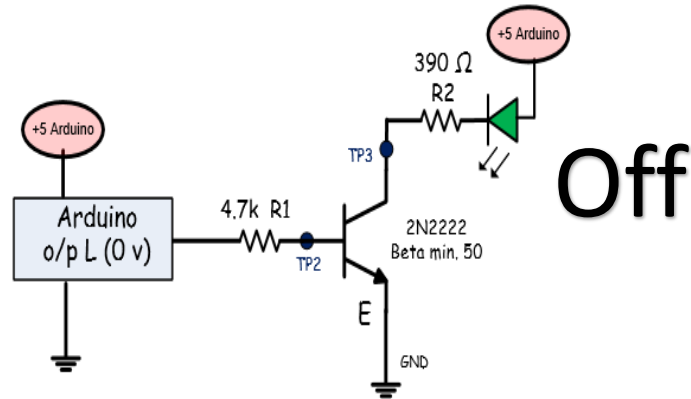 +5 Arduino
390 Ω
R2
+5 Arduino
TP3
Off
Arduino
o/p L (0 v)
4.7k R1
TP2
2N2222
Beta min. 50
E
GND